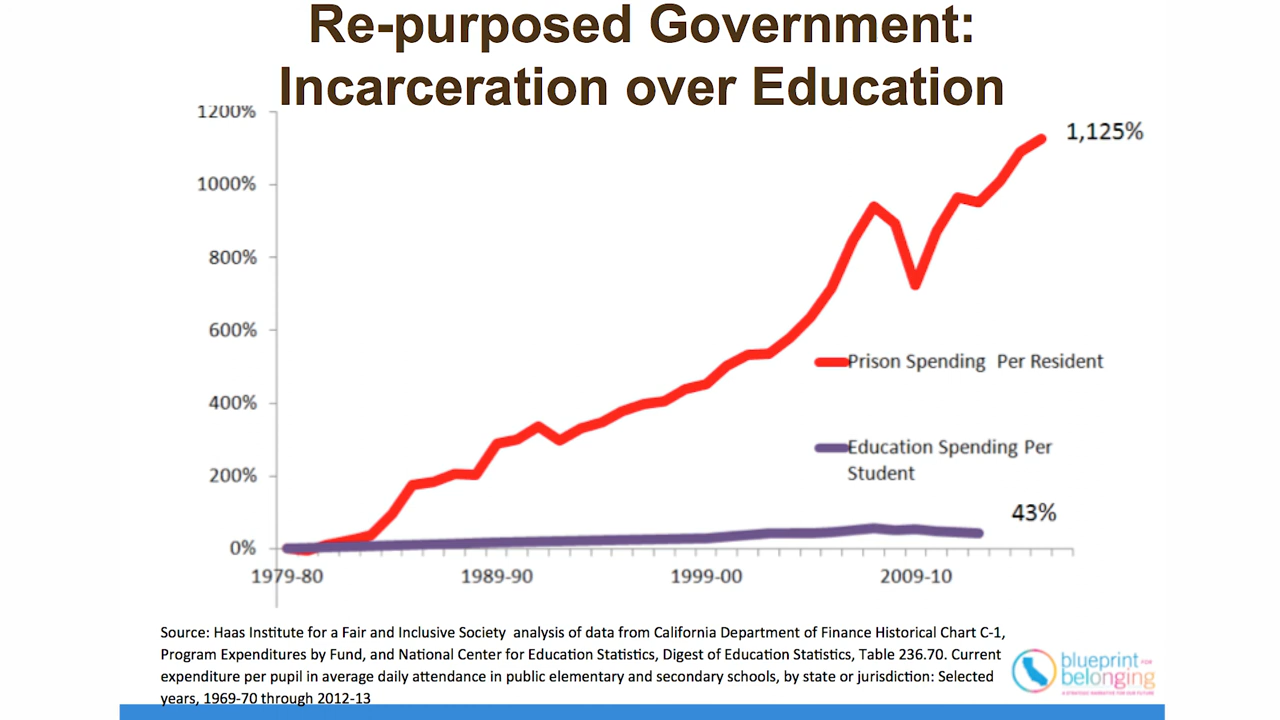 Re-purposed Government:
Incarceration over Education
1200%
1,125%
1000%
800%
600%
Prison Spending Per Resident
400%
Education Spending Per
200%
Student
43%
0%
1979-80 1989-90 1999-00 2009-10
Source: Haas Institute for a Fair and Inclusive Society analysis of data from California Department of Finance Historical Chart C-1,
Program Expenditures by Fund, and National Center for Education Statistics, Digest of Education Statistics, Table 236.70. Current
expenditure per pupil in average daily attendance in public elementary and secondary schools, by state or jurisdiction: Selected
years, 1969-70 through 2012-13
blueprint FOR
belonging
A STRATEGIC NARRATIVE FOR OUR FUTURE